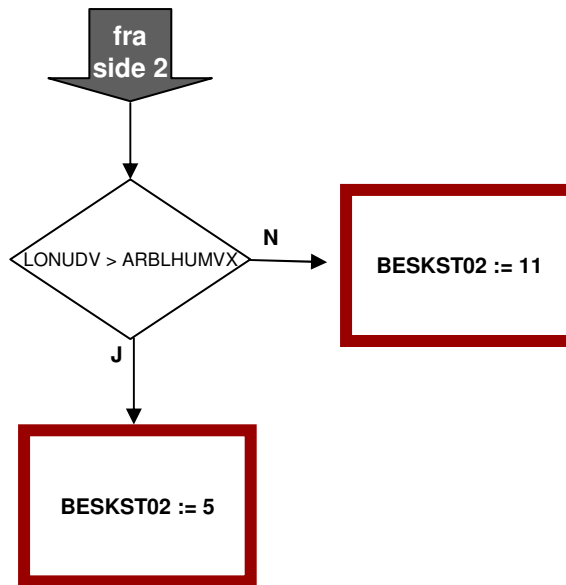 fra
side 2
LONUDV > ARBLHUMVX
N
BESKST02 := 11
J
BESKST02 := 5